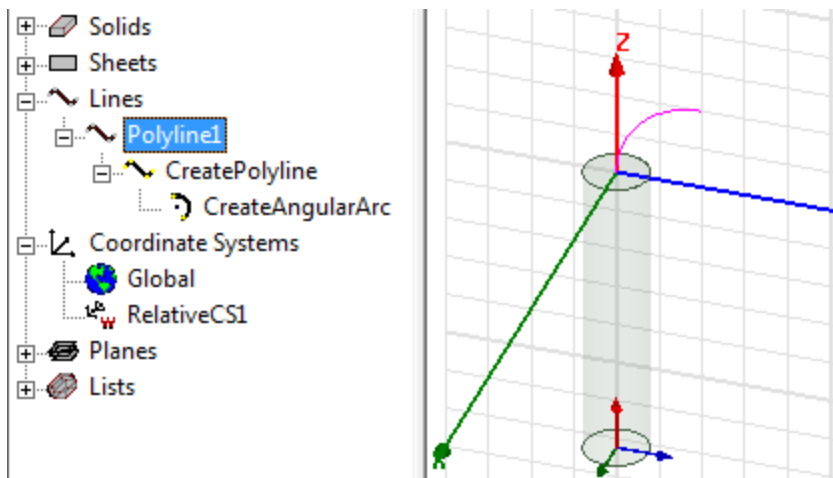 Solids
Sheets
Lines
Polyline1
CreatePolyline
CreateAngularArc
Coordinate Systems
Global
RelativeCS1
Planes
Lists
Z